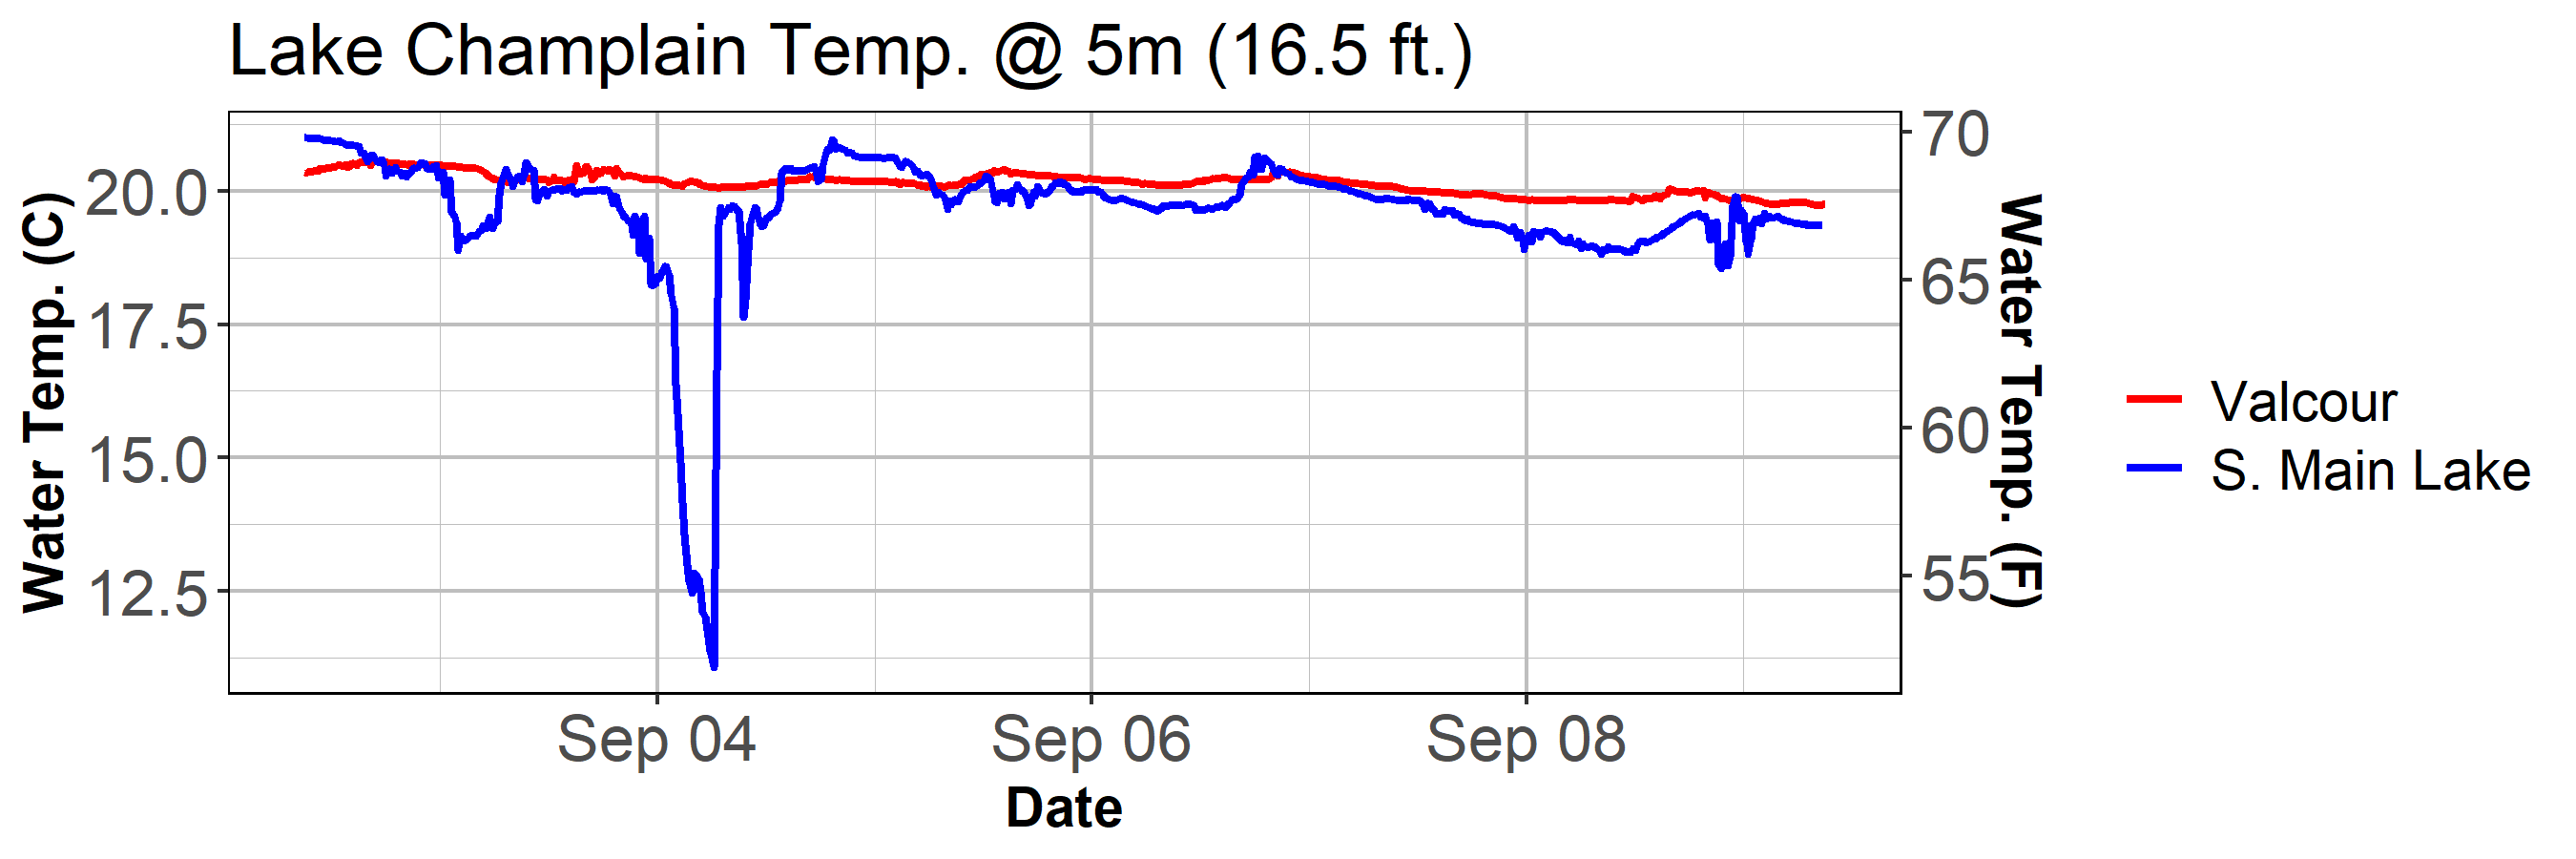 Lake Champlain Temp. @ 5m (16.5 ft.)
Water Temp. (C)
20.0
17.5
15.0
12.5
70
65
60
55
Water Temp. (F)
Sep 04
Sep 06
Sep 08
Date
Valcour
S. Main Lake